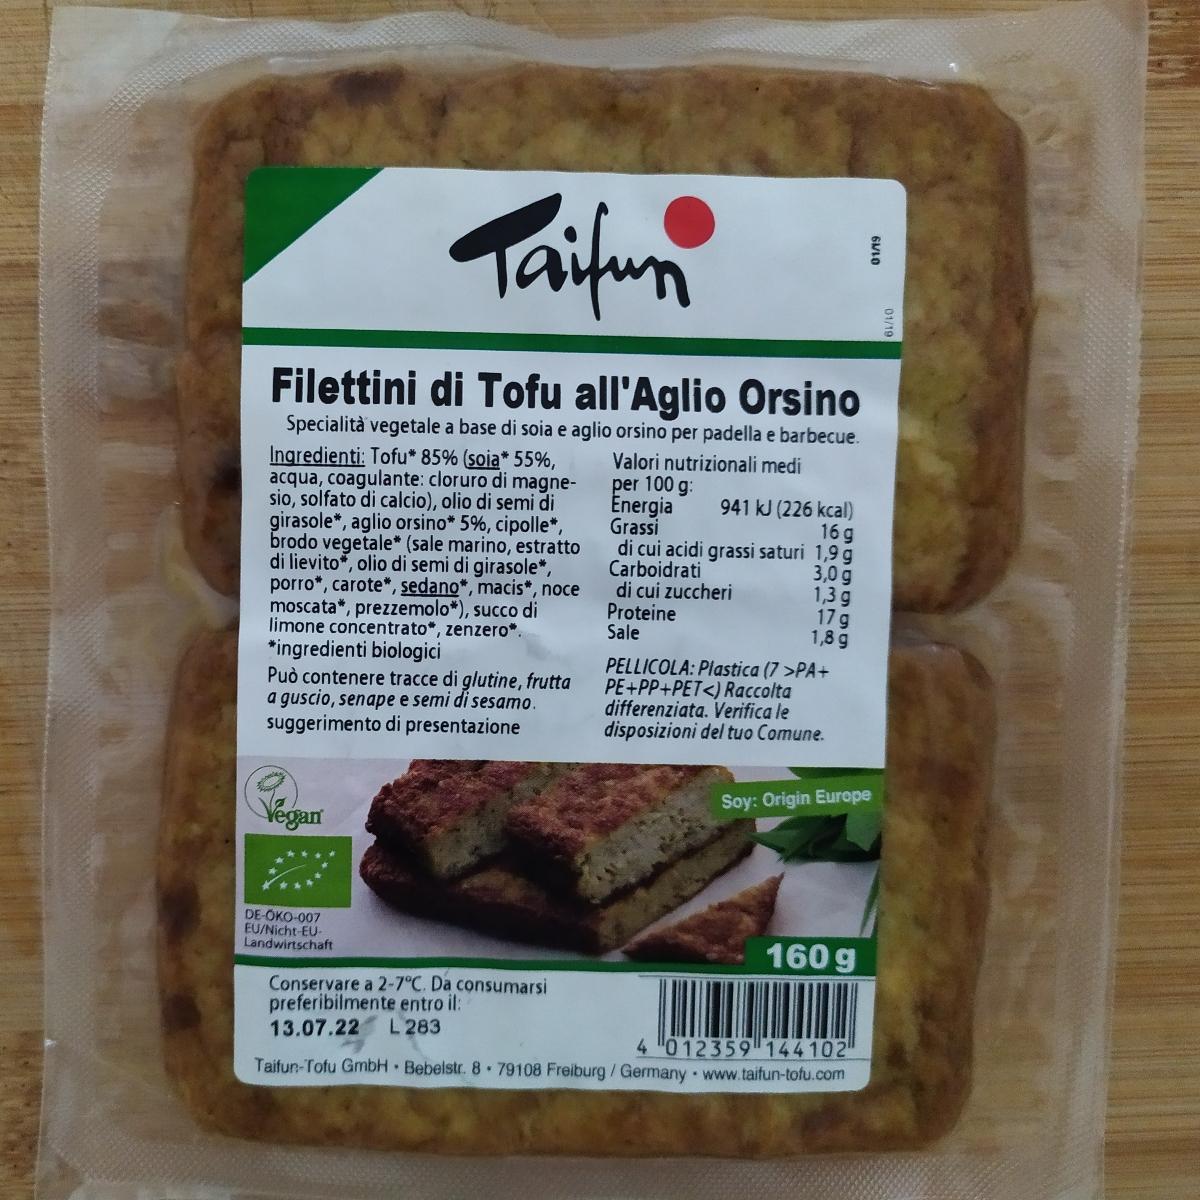 Taifun
01/19
01/19
Filettini di Tofu all'Aglio Orsino
Specialità vegetale a base di soia e aglio orsino per padella e barbecue.
Ingredienti: Tofu* 85% (soia* 55%,
acqua, coagulante: cloruro di magne-
sio, solfato di calcio), olio di semi di
girasole*, aglio orsino* 5%, cipolle*,
brodo vegetale* (sale marino, estratto
di lievito*, olio di semi di girasole*,
porro*, carote*, sedano*, macis*, noce
moscata*, prezzemolo*), succo di
limone concentrato*, zenzero*.
*ingredienti biologici
Può contenere tracce di glutine, frutta
a guscio, senape e semi di sesamo.
suggerimento di presentazione
Valori nutrizionali medi
per 100 g:
Energia 941 kJ (226 kcal)
Grassi 16 g
di cui acidi grassi saturi 1,9 g
Carboidrati 3,0 g
di cui zuccheri 1,3 g
Proteine 17 g
Sale 1,8 g
PELLICOLA: Plastica (7 >PA+
PE+PP+PET<) Raccolta
differenziata. Verifica le
disposizioni del tuo Comune.
Vegan
Soy: Origin Europe
DE-ÖKO-007
EU/Nicht-EU-
Landwirtschaft
160 g
Conservare a 2-7°C. Da consumarsi
preferibilmente entro il:
13.07.22 L 283
4 012359 144102
Taifun-Tofu GmbH • Bebelstr. 8 • 79108 Freiburg / Germany • www.taifun-tofu.com